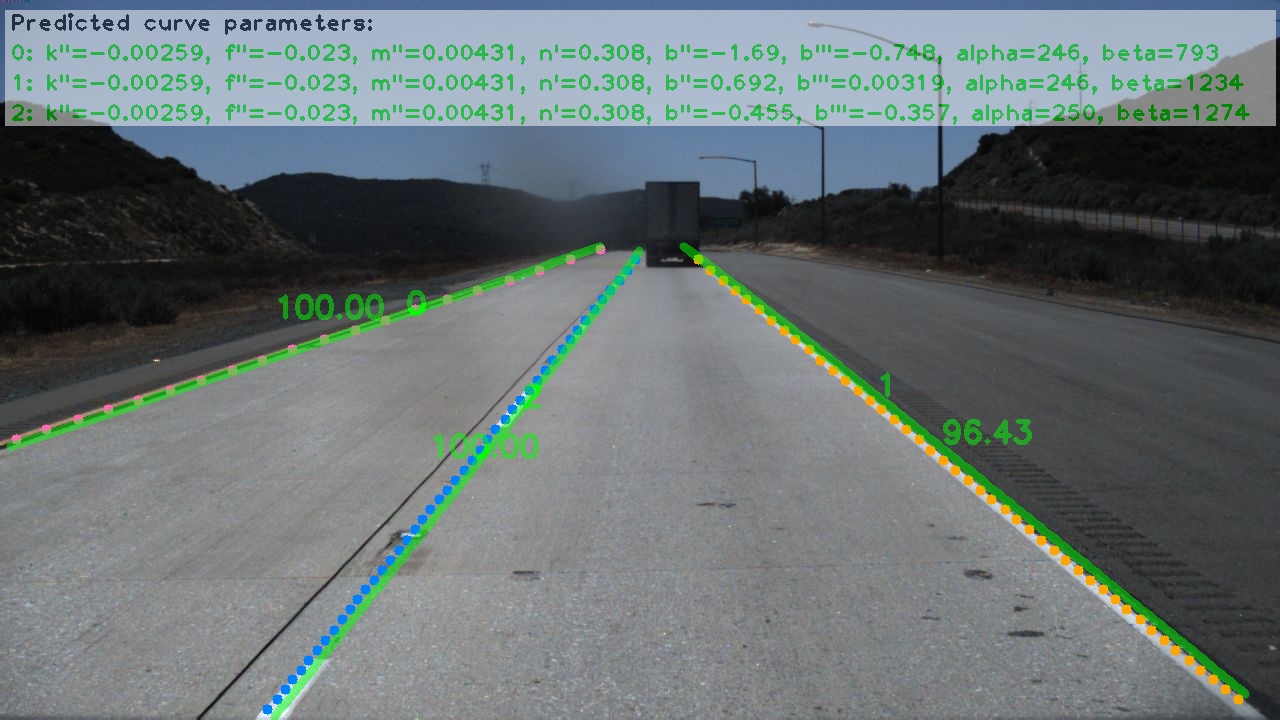 Predicted curve parameters:
0: k''=-0.00259, f''=-0.023, m''=0.00431, n'=0.308, b''=-1.69, b'''=-0.748, alpha=246, beta=793
1: k''=-0.00259, f''=-0.023, m''=0.00431, n'=0.308, b''=0.692, b'''=0.00319, alpha=246, beta=1234
2: k''=-0.00259, f''=-0.023, m''=0.00431, n'=0.308, b''=-0.455, b'''=-0.357, alpha=250, beta=1274
100.00 0
1
2
96.43
100.00